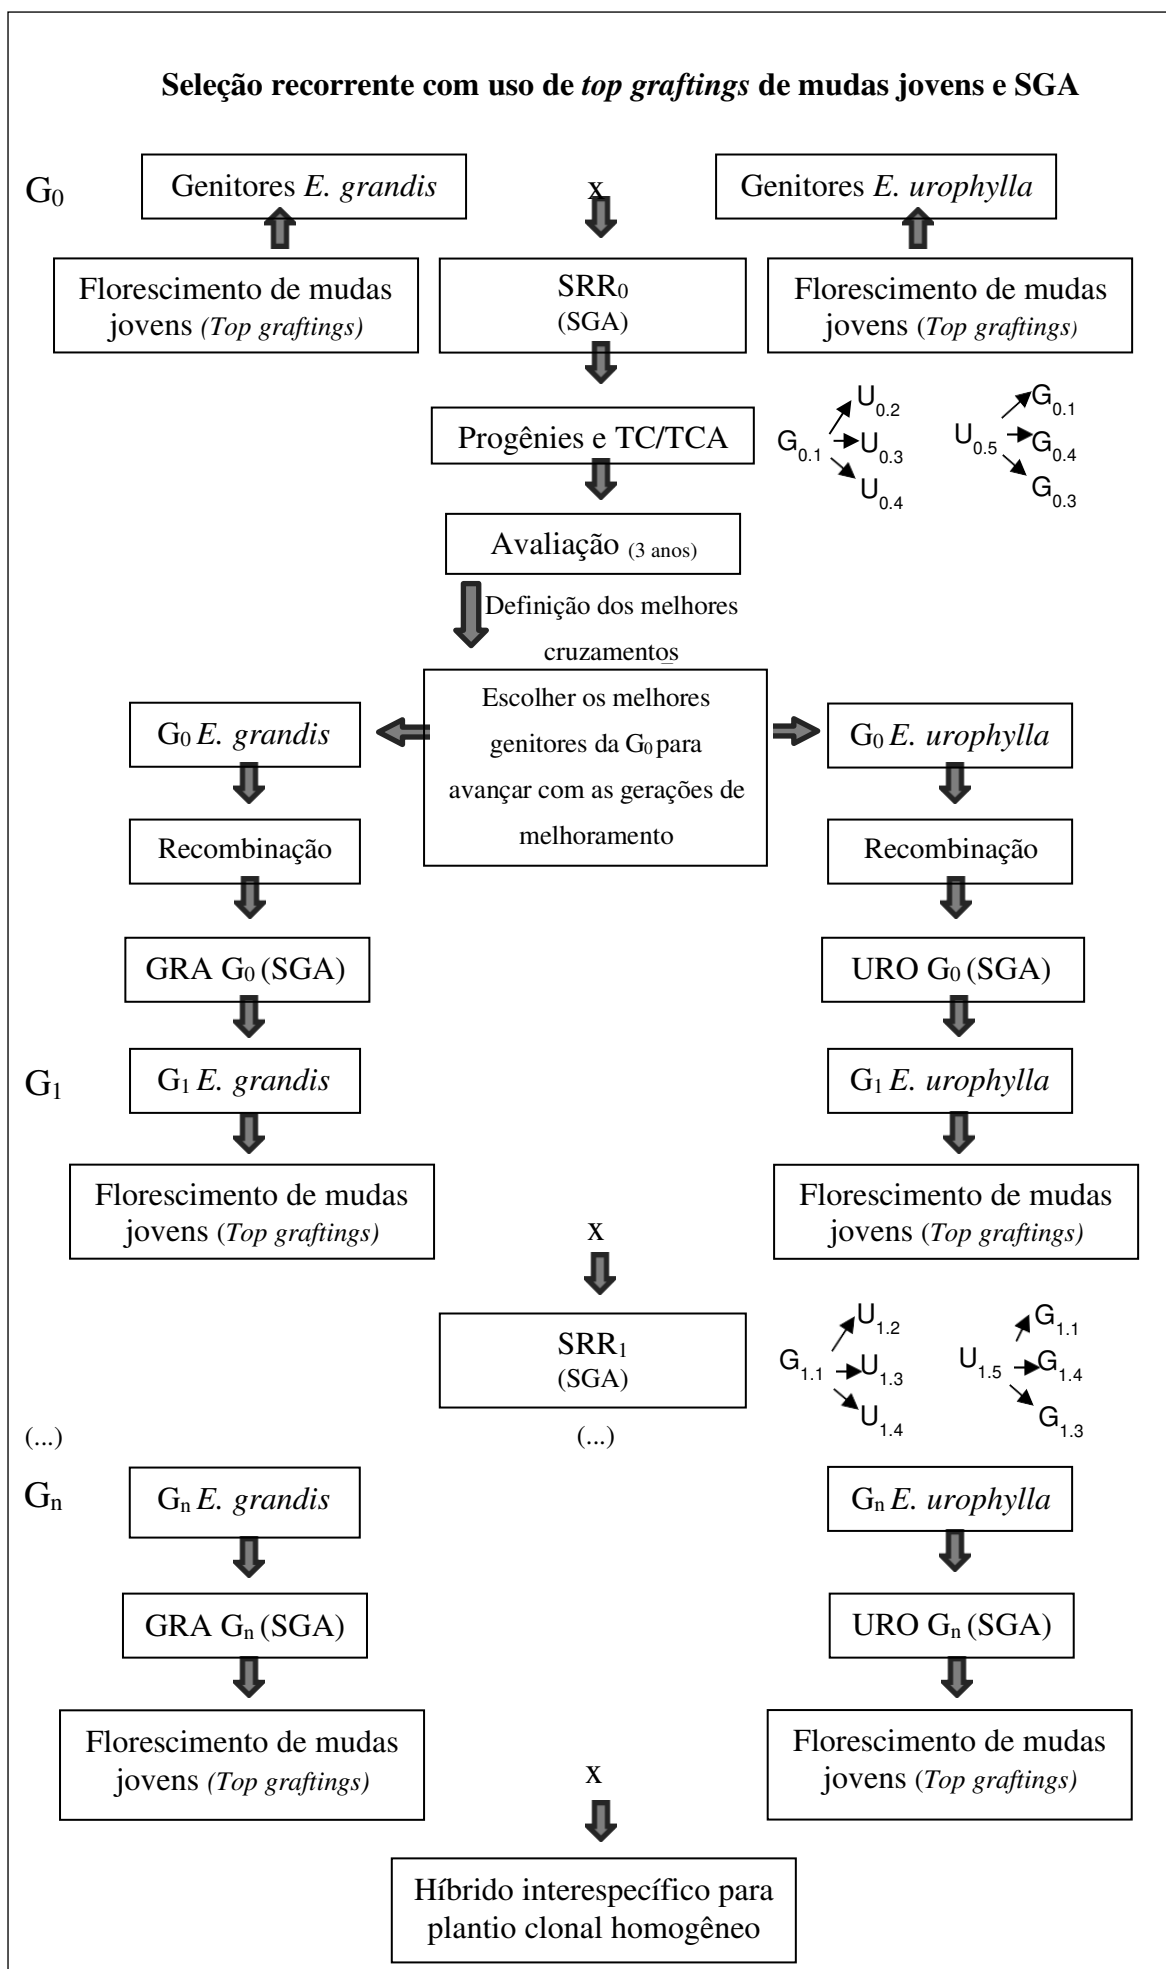 Seleção recorrente com uso de top graftings de mudas jovens e SGA
G0
Genitores E. grandis
x
Genitores E. urophylla
Florescimento de mudas
jovens (Top graftings)
SRR0
(SGA)
Florescimento de mudas
jovens (Top graftings)
Progênies e TC/TCA
G0.1
U0.2
U0.3
U0.4
U0.5
G0.1
G0.4
G0.3
Avaliação (3 anos)
Definição dos melhores
cruzamentos
Escolher os melhores
genitores da G0 para
avançar com as gerações de
melhoramento
G0 E. grandis
G0 E. urophylla
Recombinação
Recombinação
GRA G0 (SGA)
URO G0 (SGA)
G1
G1 E. grandis
G1 E. urophylla
Florescimento de mudas
jovens (Top graftings)
x
Florescimento de mudas
jovens (Top graftings)
SRR1
(SGA)
G1.1
U1.2
U1.3
U1.4
U1.5
G1.1
G1.4
G1.3
(...)
(...)
Gn
Gn E. grandis
Gn E. urophylla
GRA Gn (SGA)
URO Gn (SGA)
Florescimento de mudas
jovens (Top graftings)
x
Florescimento de mudas
jovens (Top graftings)
Híbrido interespecífico para
plantio clonal homogêneo